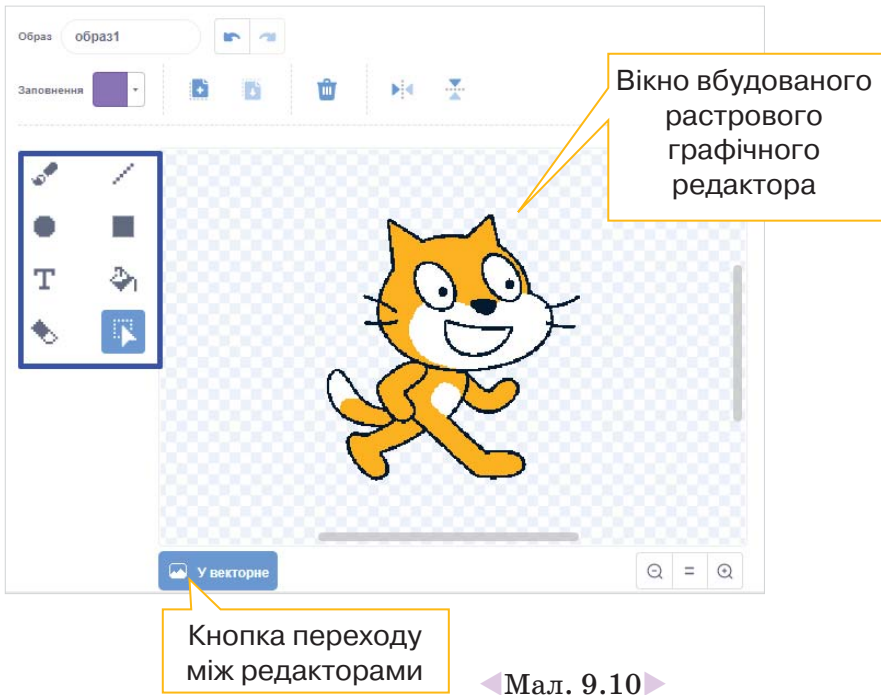 Образ образ1
Заповнення
Вікно вбудованого
растрового
графічного
редактора
T
У векторне
Кнопка переходу
між редакторами
Мал. 9.10